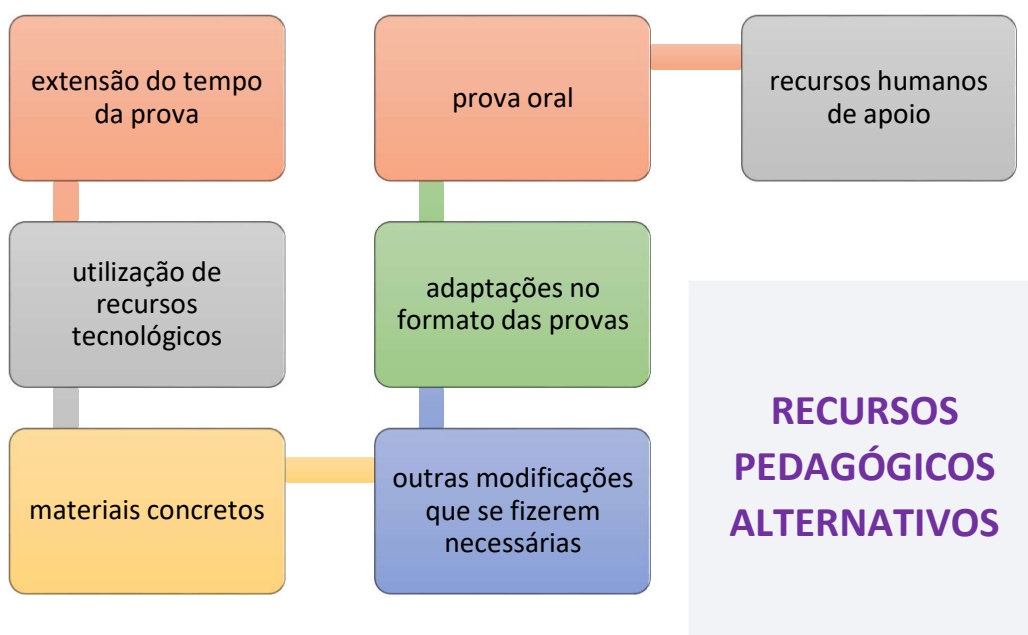 extensão do tempo
da prova
utilização de
recursos
tecnológicos
materiais concretos
outras modificações
que se fizerem
necessárias
adaptações no
formato das provas
prova oral
recursos humanos
de apoio
RECURSOS
PEDAGÓGICOS
ALTERNATIVOS